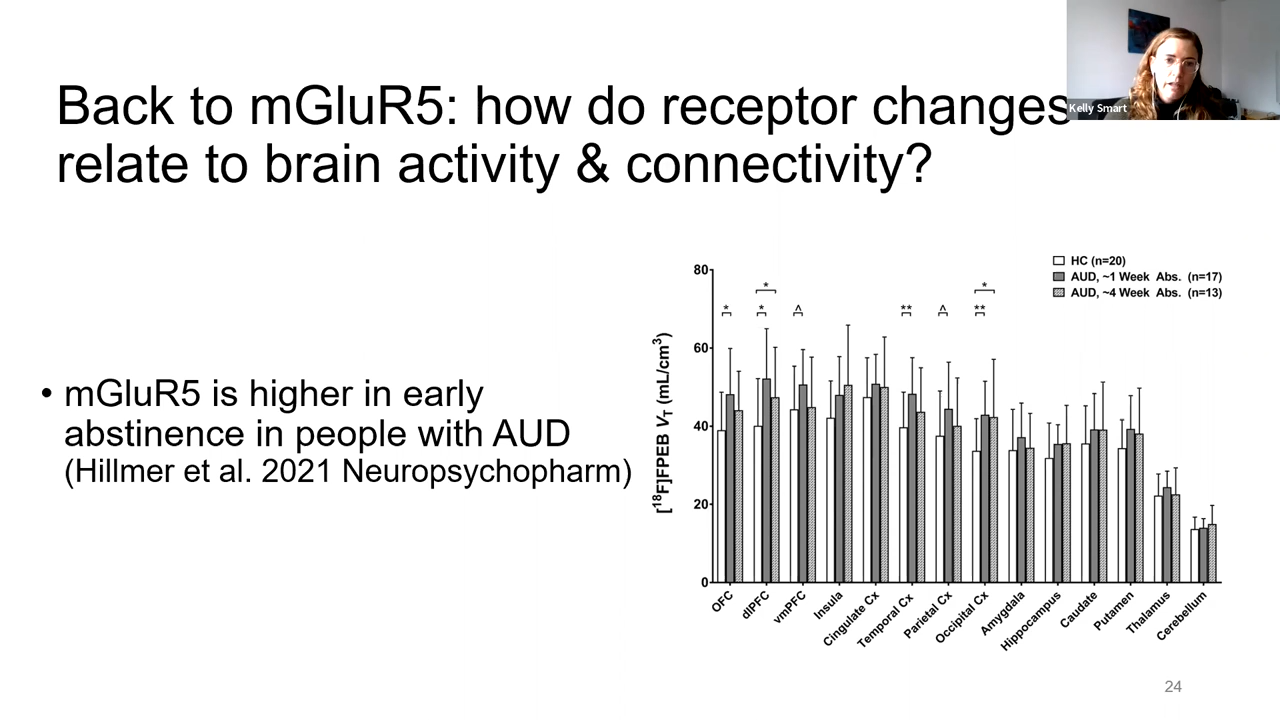 Back to mGluR5: how do receptor changes
relate to brain activity & connectivity?
Kelly Smart
• mGluR5 is higher in early
abstinence in people with AUD
(Hillmer et al. 2021 Neuropsychopharm)
HC (n=20)
AUD, ~1 Week Abs. (n=17)
AUD, ~4 Week Abs. (n=13)
[18F]FPEB VT (mL/cm3)
80
60
40
20
0
*
*
*
^
**
^
*
**
OFC
dlPFC
vmPFC
Insula
Cingulate Cx
Temporal Cx
Parietal Cx
Occipital Cx
Amygdala
Hippocampus
Caudate
Putamen
Thalamus
Cerebellum
24